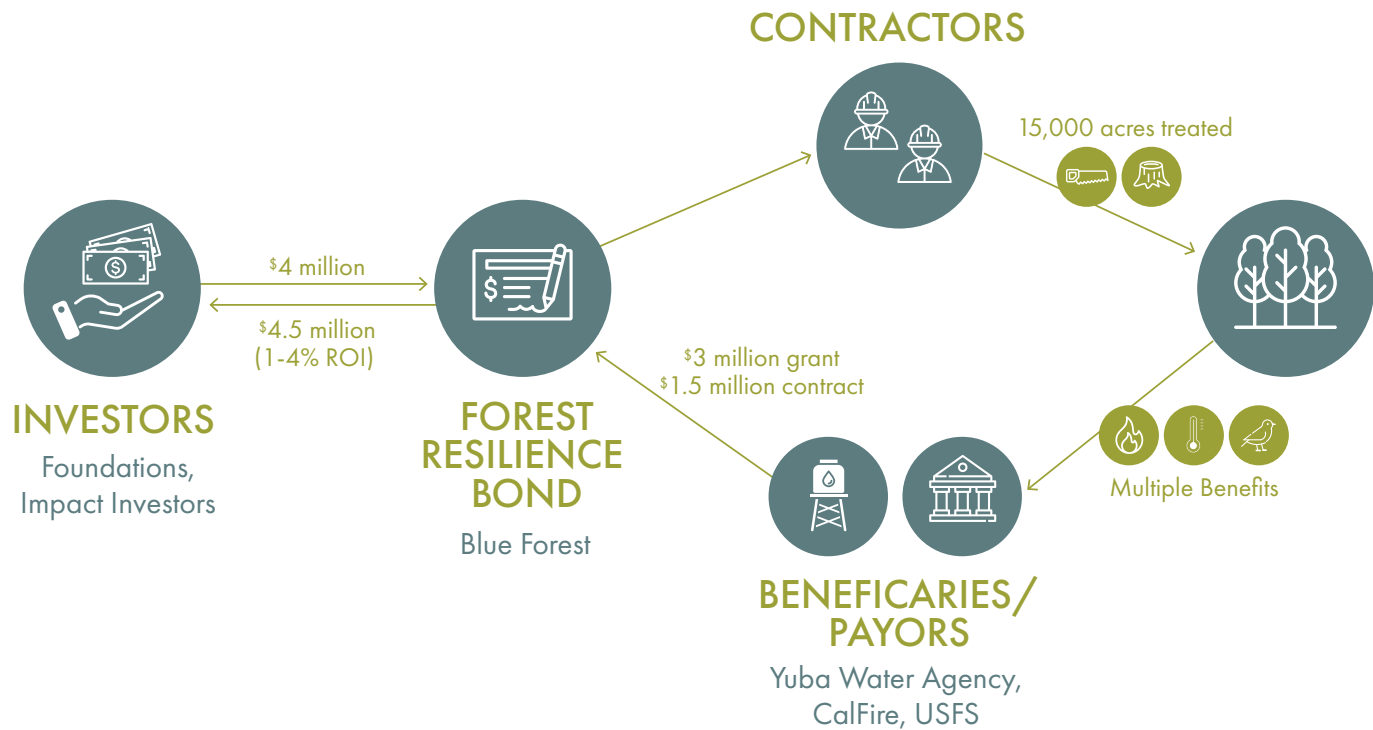 CONTRACTORS
15,000 acres treated
$4 million
$4.5 million
(1-4% ROI)
$3 million grant
$1.5 million contract
INVESTORS
Foundations,
Impact Investors
FOREST
RESILIENCE
BOND
Blue Forest
Multiple Benefits
BENEFICARIES/
PAYORS
Yuba Water Agency,
CalFire, USFS
$
$